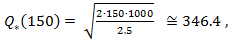 Q*(150) = √(2·150·1000 / 2.5) ≅ 346.4 ,